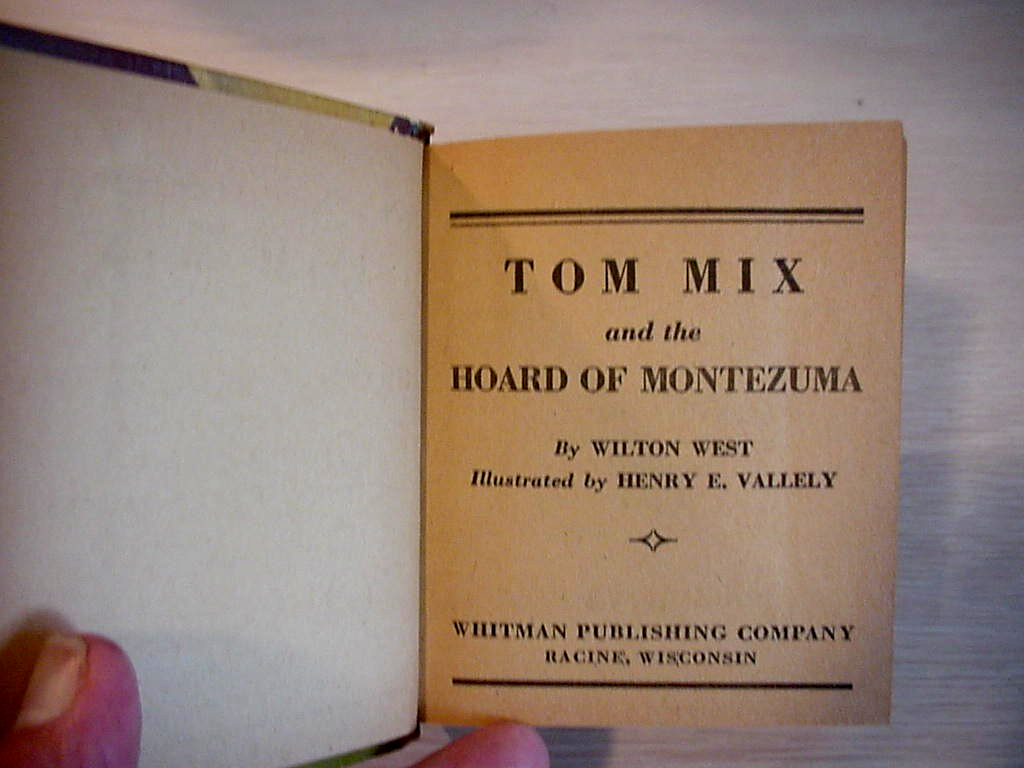 TOM MIX
and the
HOARD OF MONTEZUMA
By WILTON WEST
Illustrated by HENRY E. VALLELY
WHITMAN PUBLISHING COMPANY
RACINE, WISCONSIN